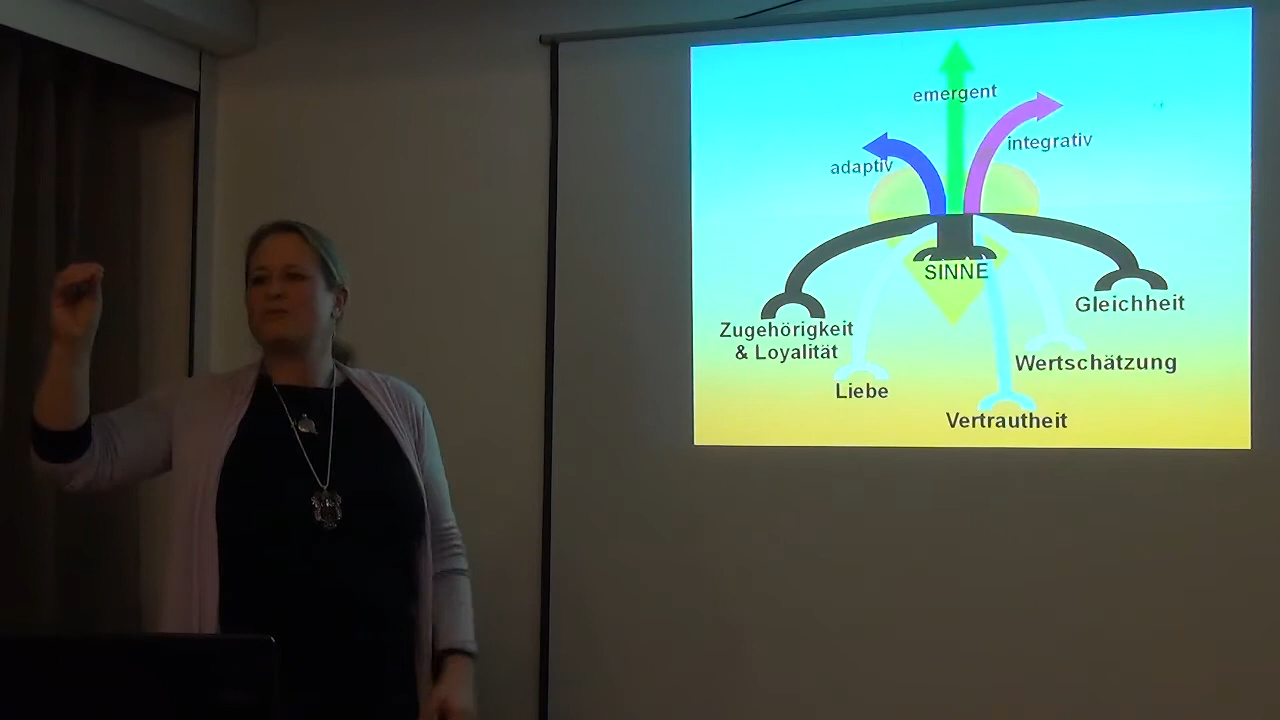 emergent
integrativ
adaptiv
SINNE
Gleichheit
Zugehörigkeit
& Loyalität
Wertschätzung
Liebe
Vertrautheit